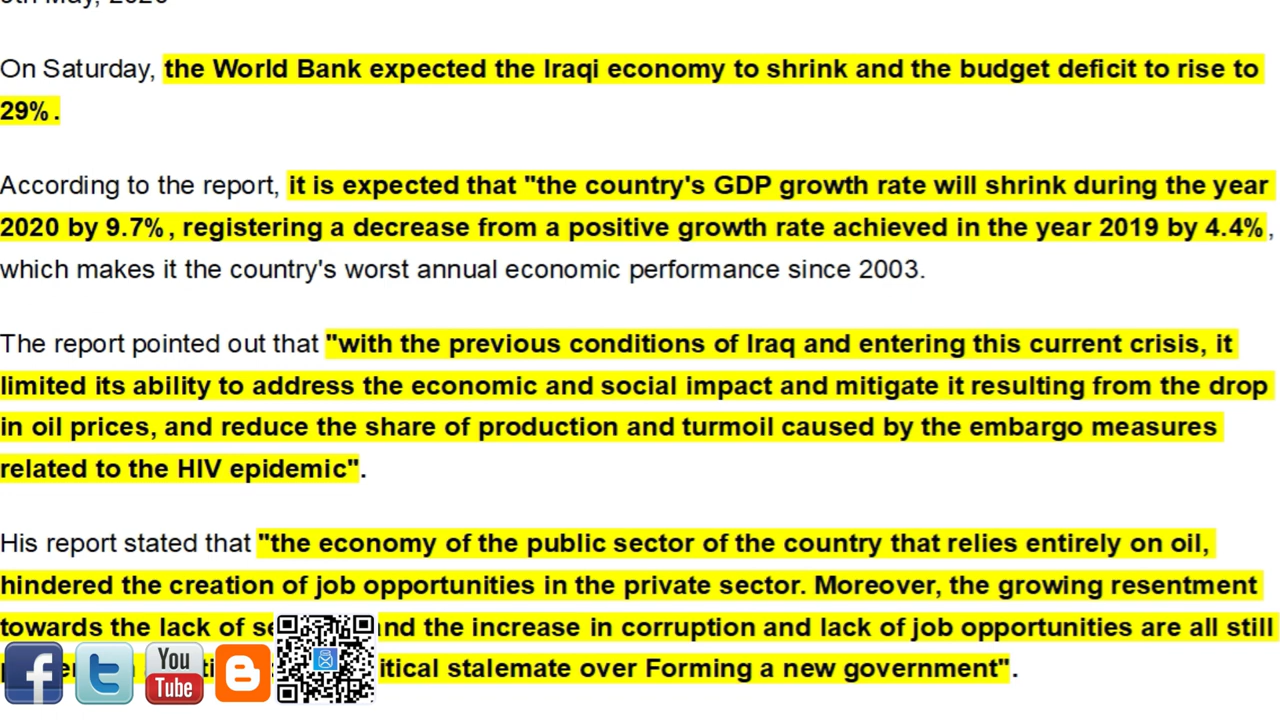 May, 2020
On Saturday, the World Bank expected the Iraqi economy to shrink and the budget deficit to rise to
29%.
According to the report, it is expected that "the country's GDP growth rate will shrink during the year
2020 by 9.7%, registering a decrease from a positive growth rate achieved in the year 2019 by 4.4%,
which makes it the country's worst annual economic performance since 2003.
The report pointed out that "with the previous conditions of Iraq and entering this current crisis, it
limited its ability to address the economic and social impact and mitigate it resulting from the drop
in oil prices, and reduce the share of production and turmoil caused by the embargo measures
related to the HIV epidemic".
His report stated that "the economy of the public sector of the country that relies entirely on oil,
hindered the creation of job opportunities in the private sector. Moreover, the growing resentment
towards the lack of and the increase in corruption and lack of job opportunities are all still
stalemate over Forming a new government".
You
Tube